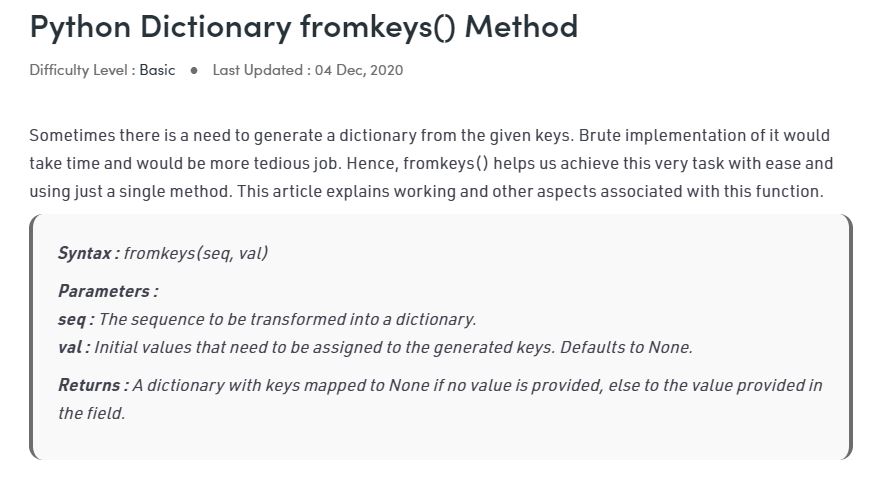 Python Dictionary fromkeys() Method
Difficulty Level : Basic ● Last Updated : 04 Dec, 2020
Sometimes there is a need to generate a dictionary from the given keys. Brute implementation of it would
take time and would be more tedious job. Hence, fromkeys() helps us achieve this very task with ease and
using just a single method. This article explains working and other aspects associated with this function.
Syntax : fromkeys(seq, val)
Parameters :
seq : The sequence to be transformed into a dictionary.
val : Initial values that need to be assigned to the generated keys. Defaults to None.
Returns : A dictionary with keys mapped to None if no value is provided, else to the value provided in
the field.